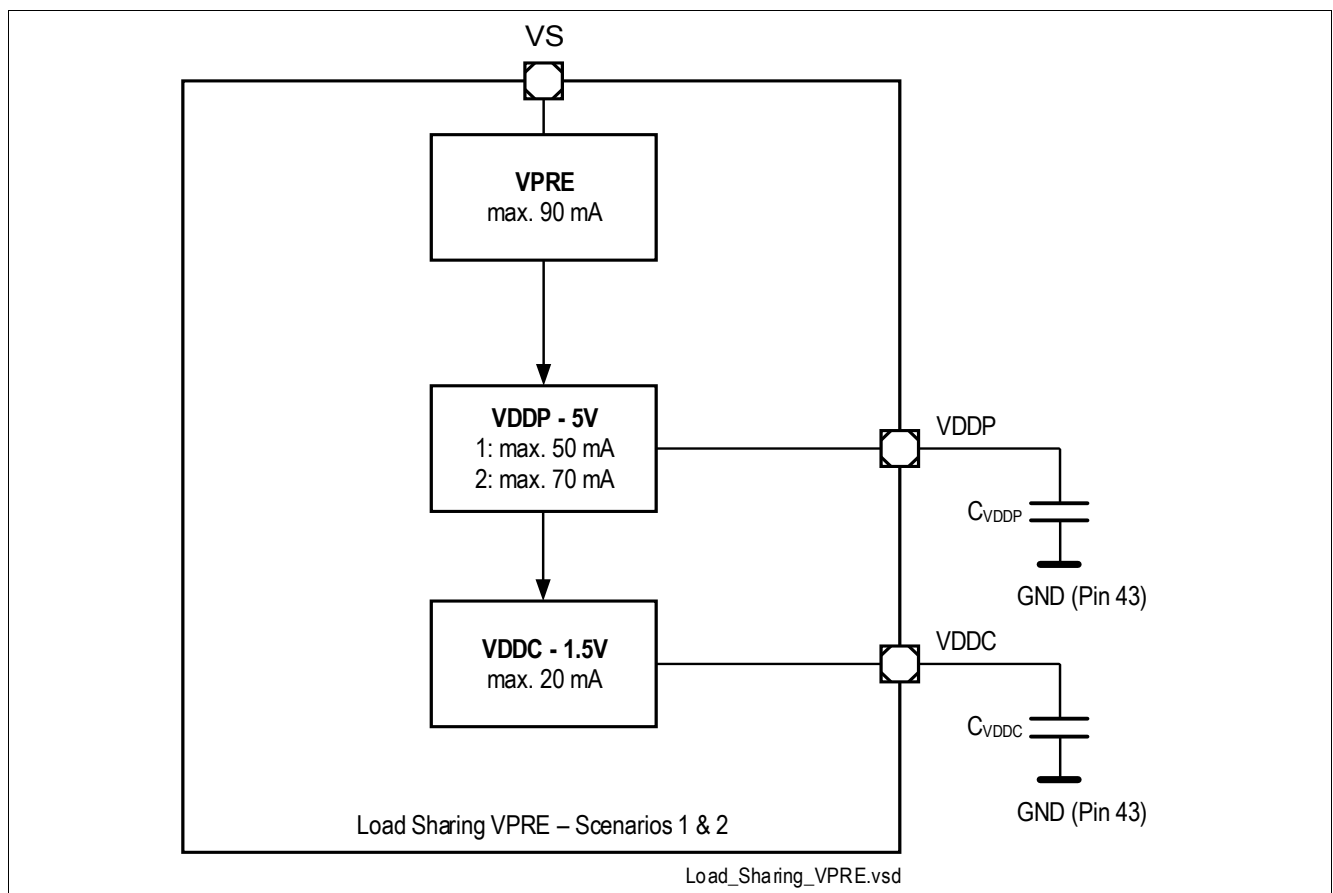 VS
VPRE
max. 90 mA
VDDP - 5V
1: max. 50 mA
2: max. 70 mA
VDDP
CVDDP
GND (Pin 43)
VDDC - 1.5V
max. 20 mA
VDDC
CVDDC
GND (Pin 43)
Load Sharing VPRE – Scenarios 1 & 2
Load_Sharing_VPRE.vsd